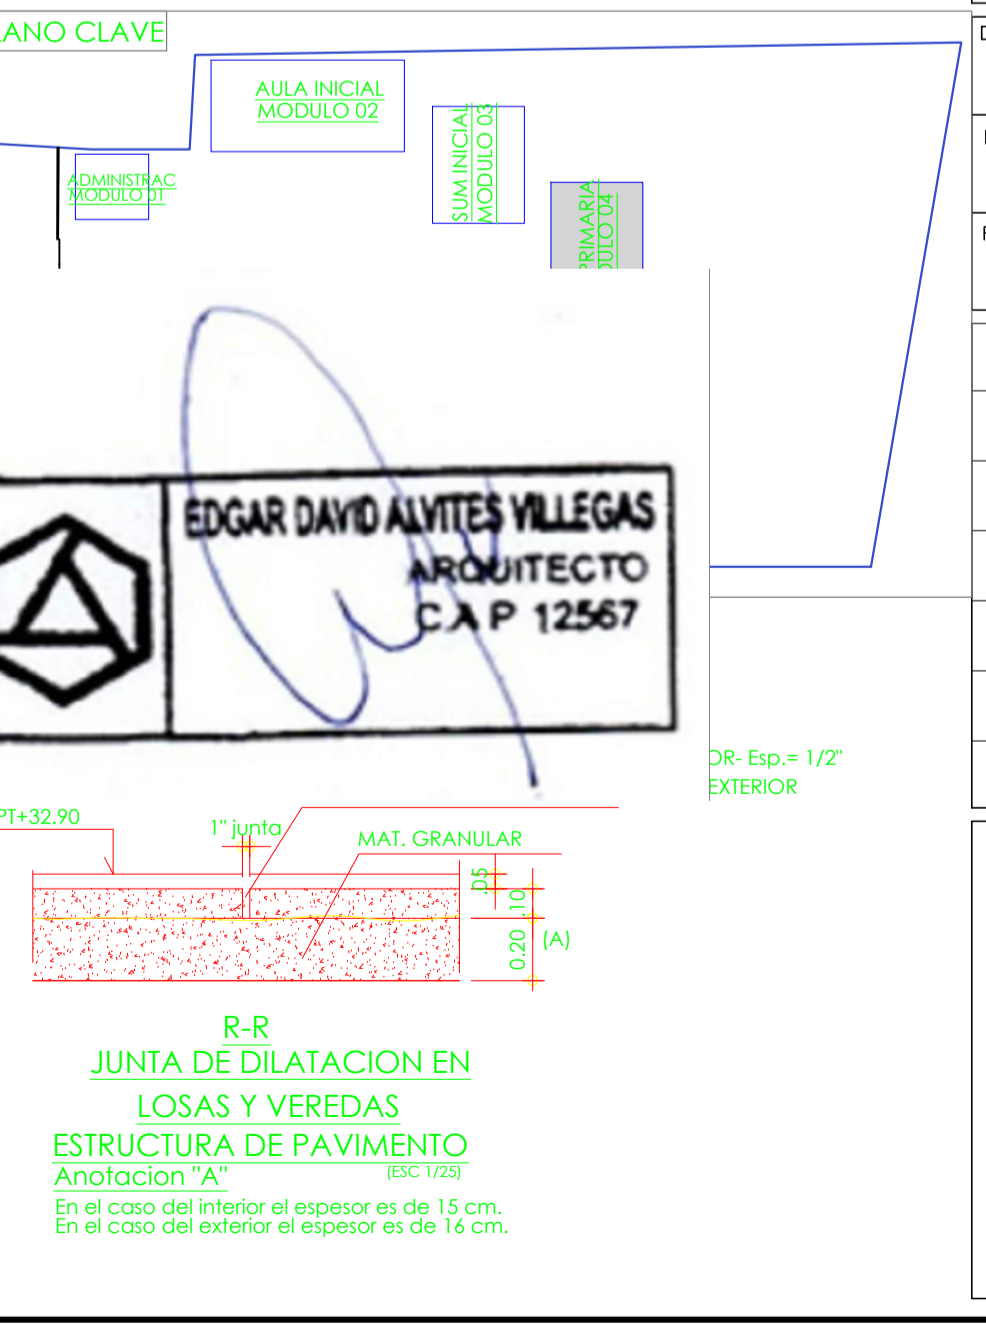 LANO CLAVE
AULA INICIAL
MODULO 02
SUM INICIAL
MODULO 03
ADMINISTRAC
MODULO 01
PRIMARIA
DULO 04
EDGAR DAVID ALVITES VILLEGAS
ARQUITECTO
C A P 12567
OR- Esp.= 1/2"
EXTERIOR
PT+32.90
1" junta
MAT. GRANULAR
.05
.10
0.20
(A)
R-R
JUNTA DE DILATACION EN
LOSAS Y VEREDAS
ESTRUCTURA DE PAVIMENTO
Anotacion "A"
(ESC 1/25)
En el caso del interior el espesor es de 15 cm.
En el caso del exterior el espesor es de 16 cm.